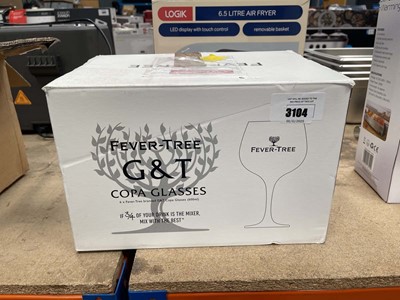 LOGIK
6.5 LITRE AIR FRYER
LED display with touch control
removable basket
3104
FEVER-TREE
G&T
COPA GLASSES
FEVER-TREE
IF 3/4 OF YOUR DRINK IS THE MIXER,
MIX WITH THE BEST